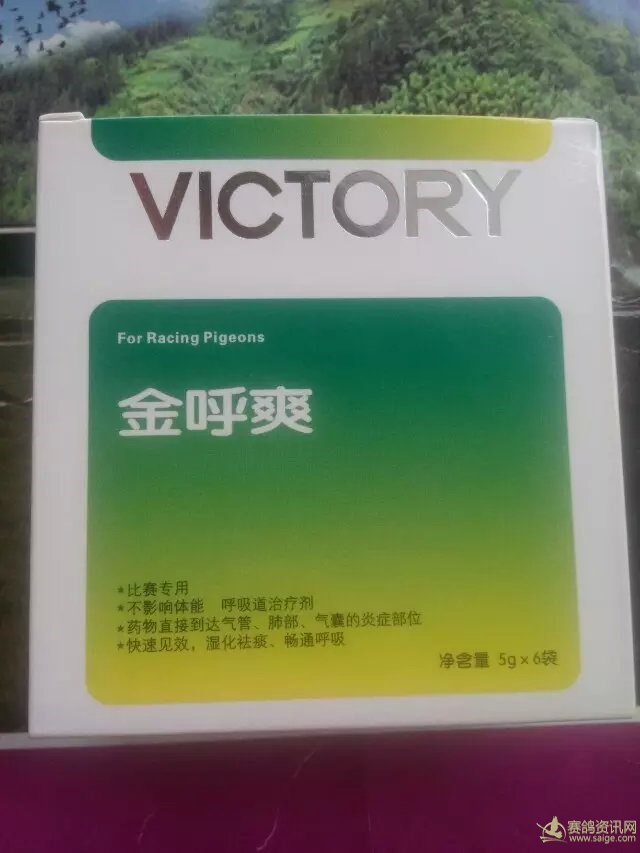 VICTORY
For Racing Pigeons
金呼爽
*比赛专用
*不影响体能 呼吸道治疗剂
*药物直接到达气管、肺部、气囊的炎症部位
*快速见效，湿化祛痰、畅通呼吸
净含量 5g×6袋
赛鸽资讯网
www.saige.com